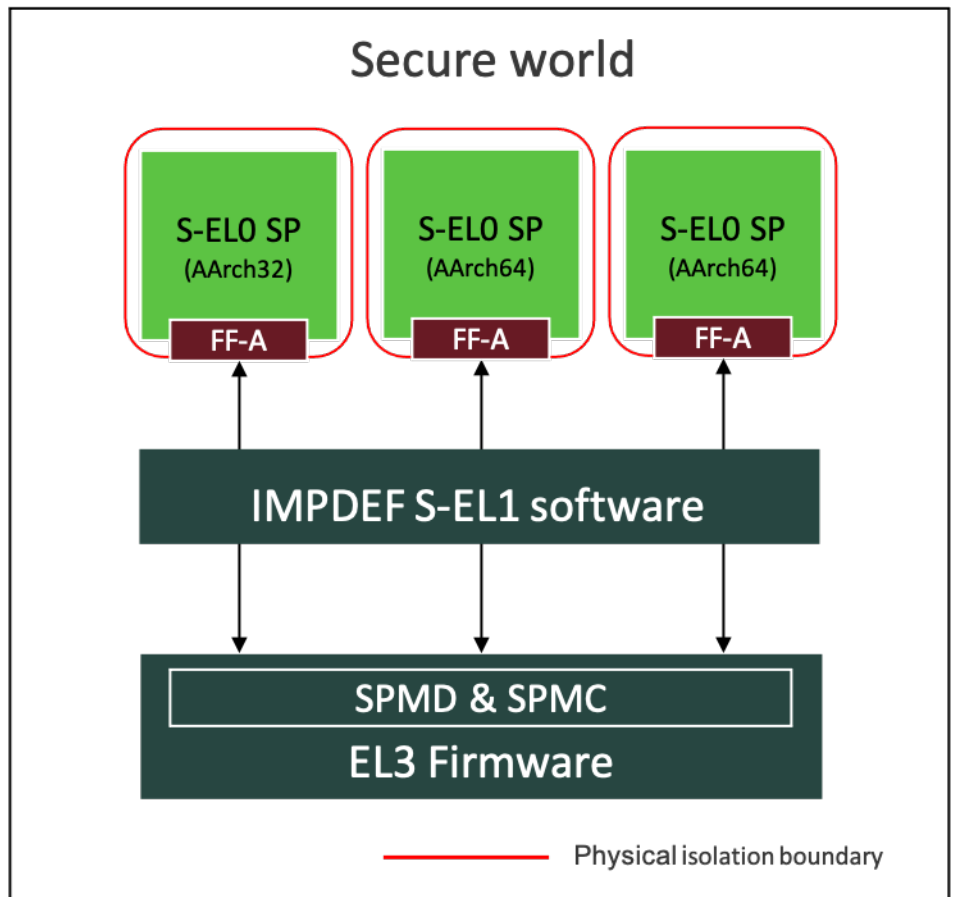 Secure world
S-EL0 SP S-EL0 SP S-EL0 SP
(AArch32) (AArch64) (AArch64)
FF-A FF-A FF-A
IMPDEF S-EL1 software
SPMD & SPMC
EL3 Firmware
Physical isolation boundary